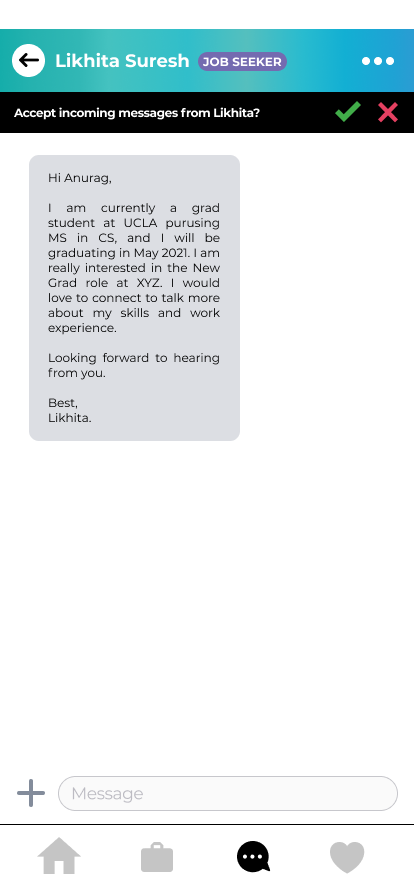 Likhita Suresh JOB SEEKER
Accept incoming messages from Likhita?
Hi Anurag,
I am currently a grad
student at UCLA purusing
MS in CS, and I will be
graduating in May 2021. I am
really interested in the New
Grad role at XYZ. I would
love to connect to talk more
about my skills and work
experience.
Looking forward to hearing
from you.
Best,
Likhita.
Message